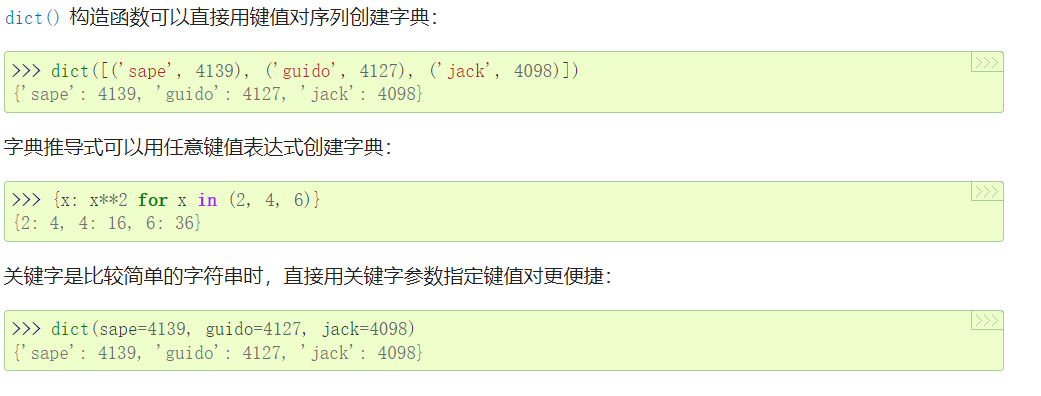 dict() 构造函数可以直接用键值对序列创建字典：
>>>
>>> dict([('sape', 4139), ('guido', 4127), ('jack', 4098)])
{'sape': 4139, 'guido': 4127, 'jack': 4098}
字典推导式可以用任意键值表达式创建字典：
>>>
>>> {x: x**2 for x in (2, 4, 6)}
{2: 4, 4: 16, 6: 36}
关键字是比较简单的字符串时，直接用关键字参数指定键值对更便捷：
>>>
>>> dict(sape=4139, guido=4127, jack=4098)
{'sape': 4139, 'guido': 4127, 'jack': 4098}